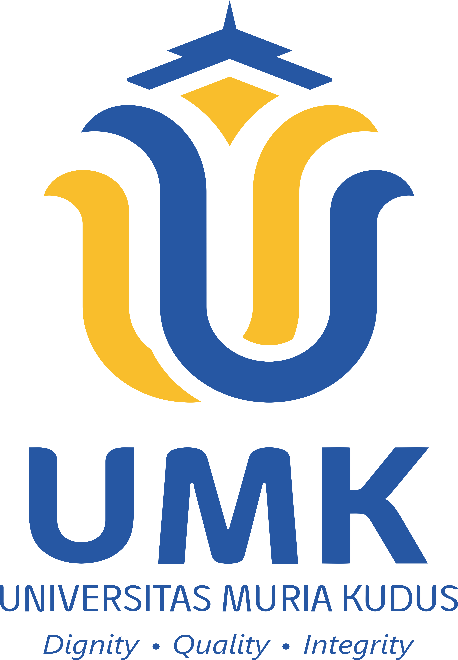 UMK
UNIVERSITAS MURIA KUDUS
Dignity • Quality • Integrity